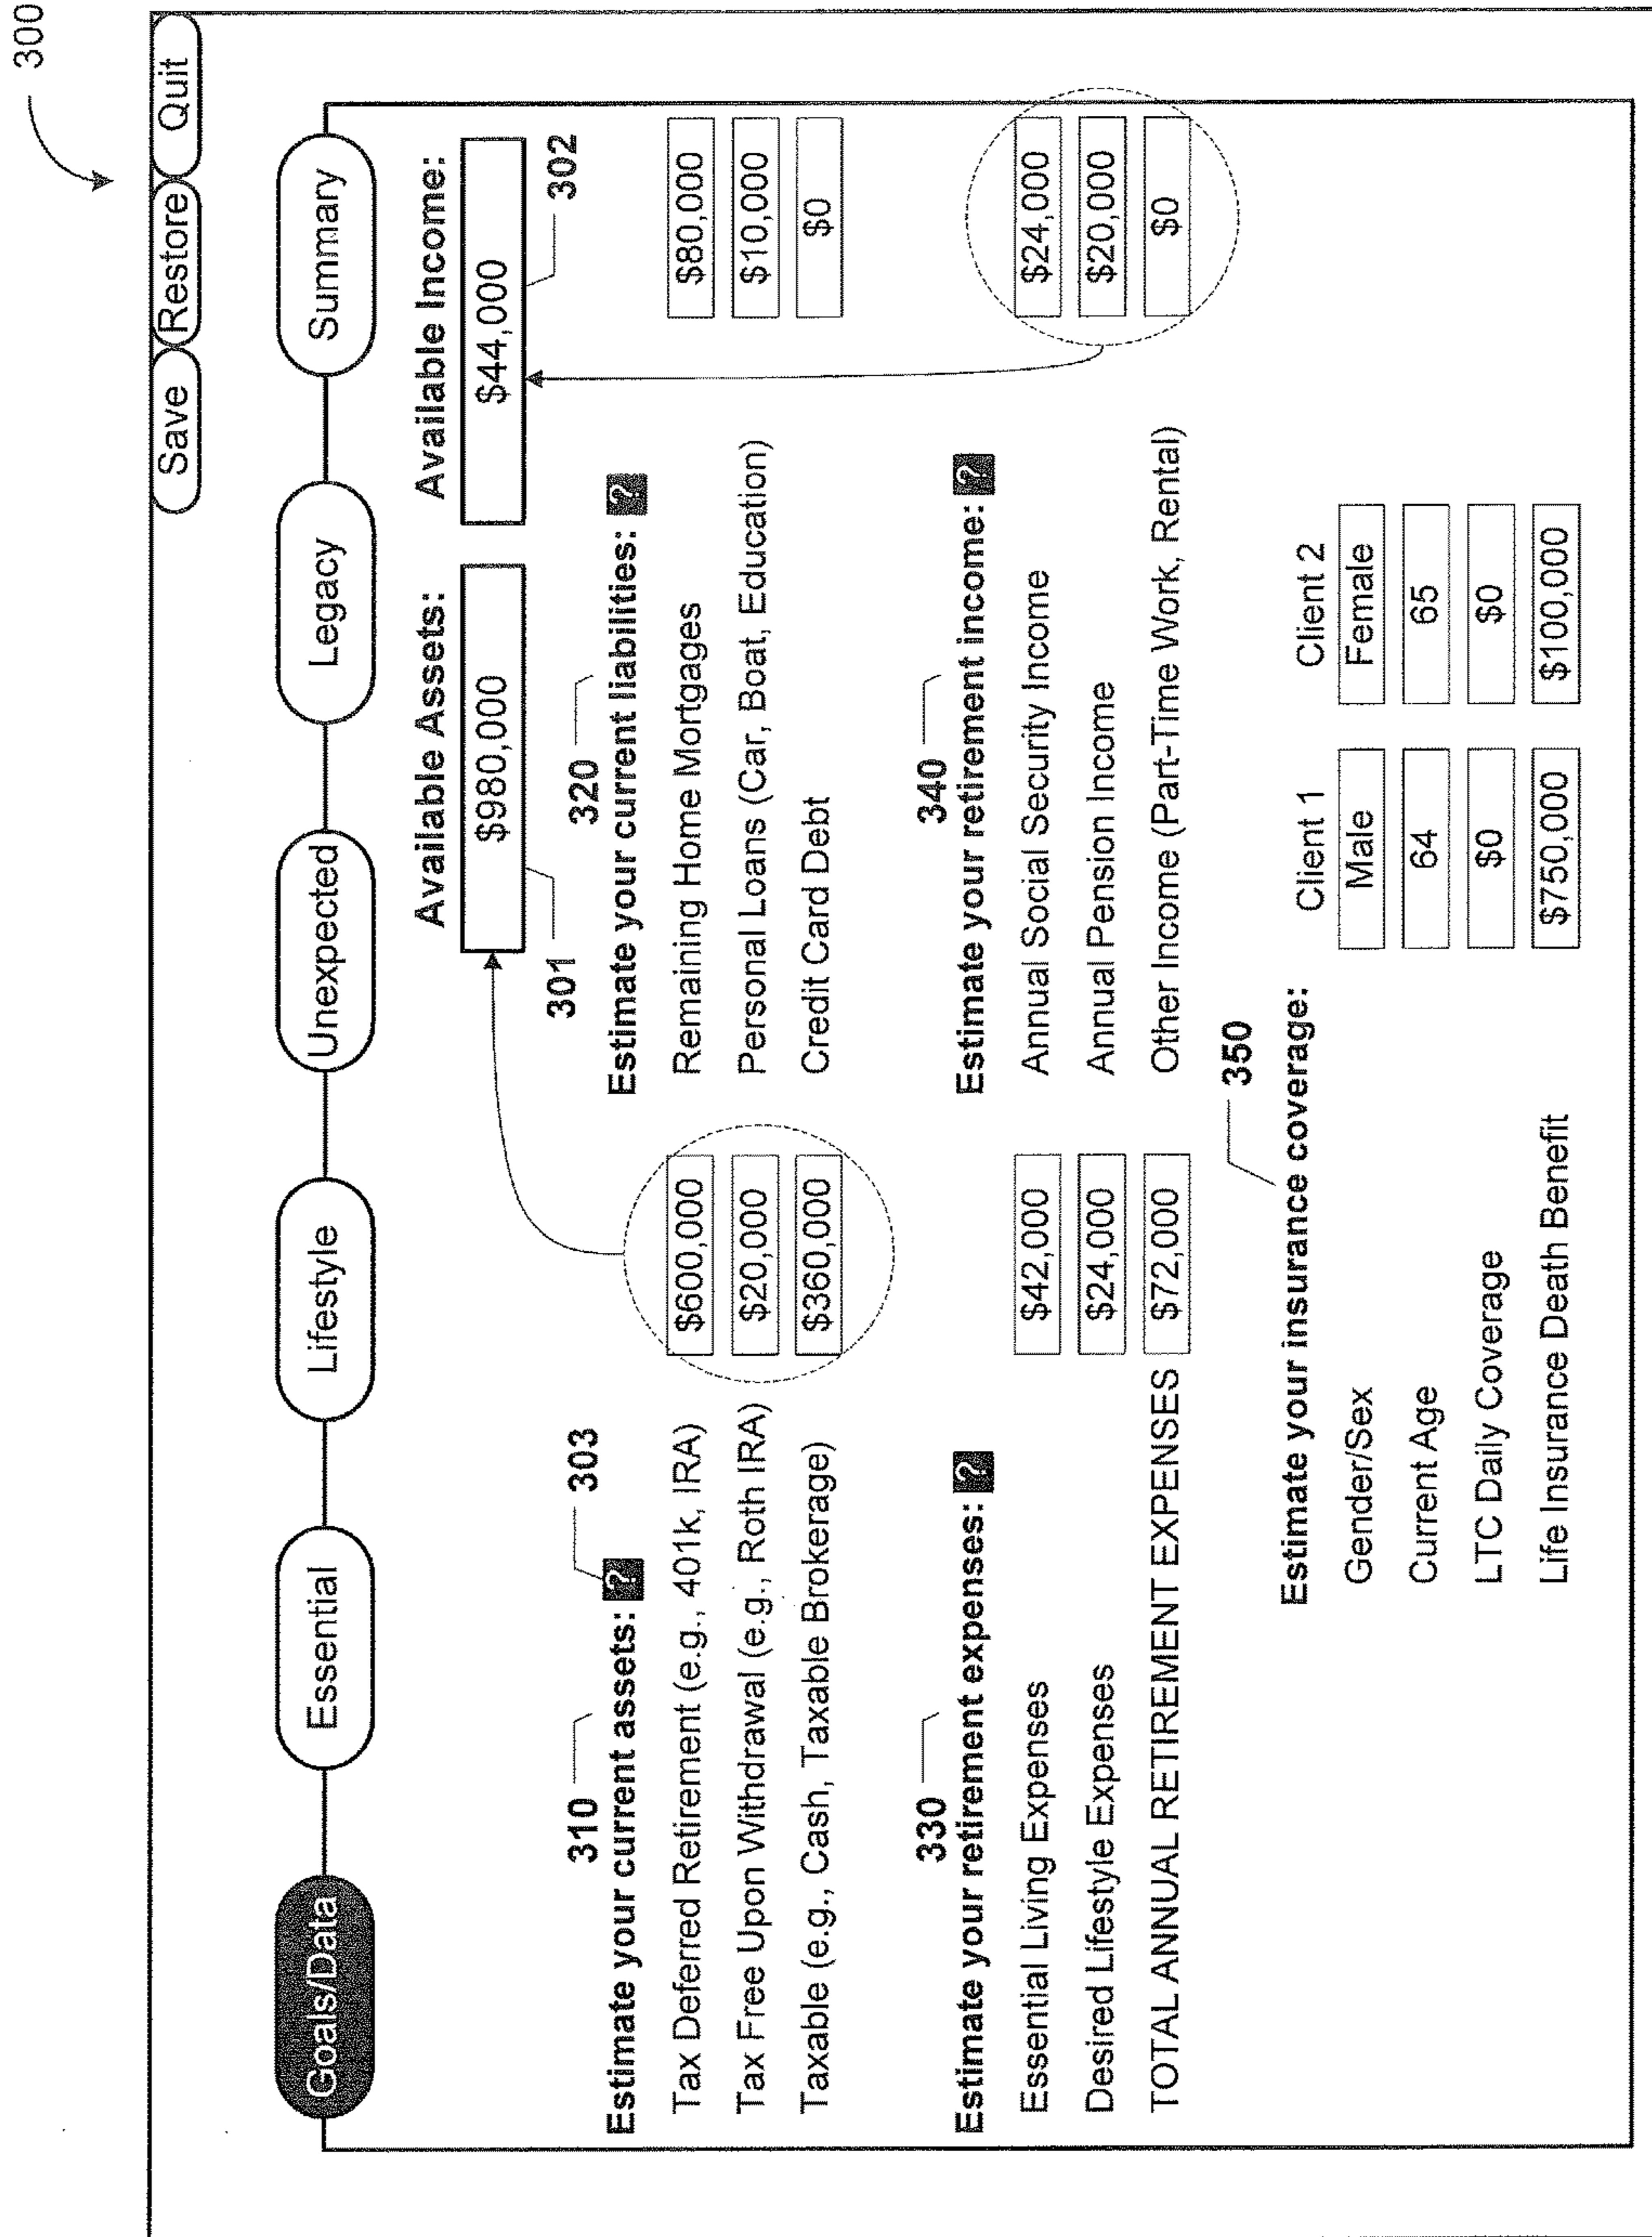 300
Save Restore Quit
Goals/Data Essential Lifestyle Unexpected Legacy Summary
Available Assets: Available Income:
$980,000 $44,000
301 302
310 303 320
Estimate your current assets: ? Estimate your current liabilities: ?
Tax Deferred Retirement (e.g., 401k, IRA) $600,000 Remaining Home Mortgages $80,000
Tax Free Upon Withdrawal (e.g., Roth IRA) $20,000 Personal Loans (Car, Boat, Education) $10,000
Taxable (e.g., Cash, Taxable Brokerage) $360,000 Credit Card Debt $0
330 340
Estimate your retirement expenses: ? Estimate your retirement income: ?
Essential Living Expenses $42,000 Annual Social Security Income $24,000
Desired Lifestyle Expenses $24,000 Annual Pension Income $20,000
TOTAL ANNUAL RETIREMENT EXPENSES $72,000 Other Income (Part-Time Work, Rental) $0
350
Estimate your insurance coverage: Client 1 Client 2
Gender/Sex Male Female
Current Age 64 65
LTC Daily Coverage $0 $0
Life Insurance Death Benefit $750,000 $100,000